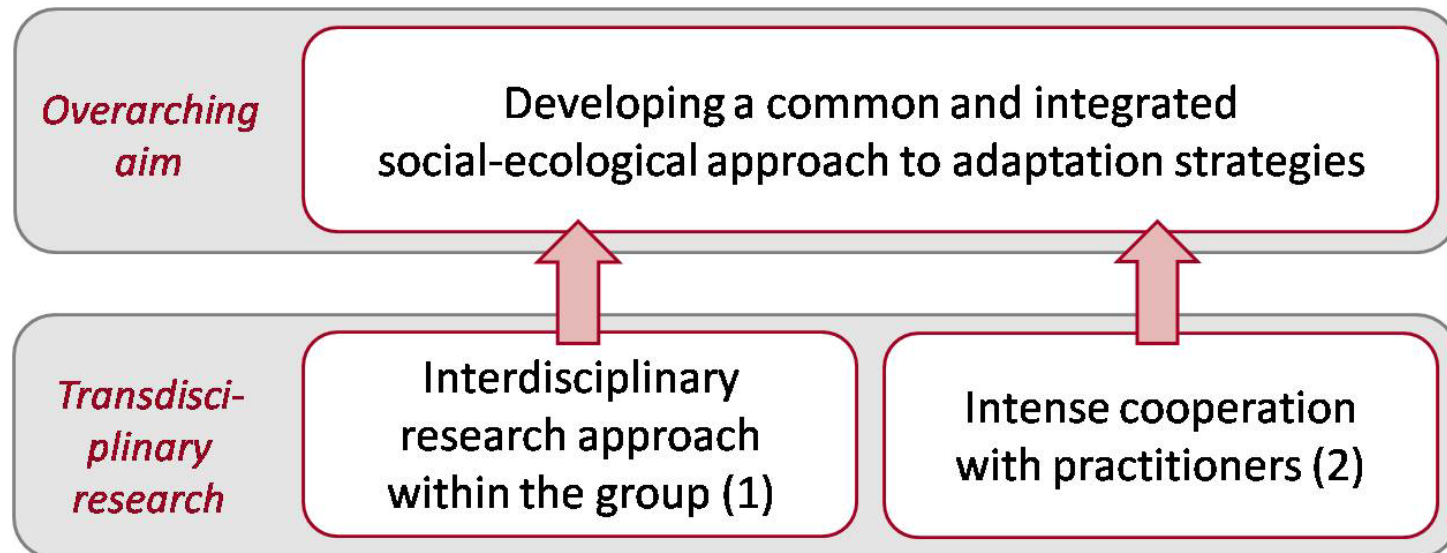 Overarching
aim
Developing a common and integrated
social-ecological approach to adaptation strategies
Transdisci-
plinary
research
Interdisciplinary
research approach
within the group (1)
Intense cooperation
with practitioners (2)